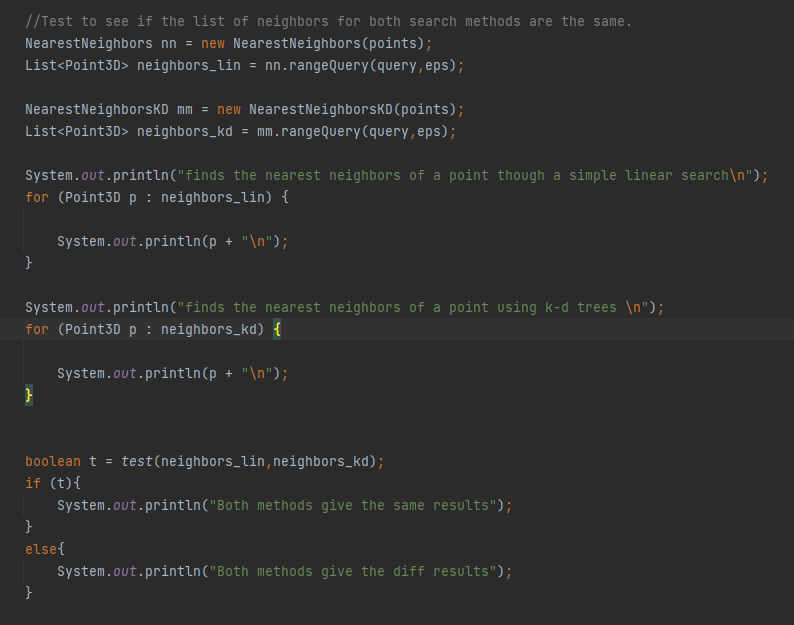 //Test to see if the list of neighbors for both search methods are the same.
NearestNeighbors nn = new NearestNeighbors(points);
List<Point3D> neighbors_lin = nn.rangeQuery(query,eps);
NearestNeighborsKD mm = new NearestNeighborsKD(points);
List<Point3D> neighbors_kd = mm.rangeQuery(query,eps);
System.out.println("finds the nearest neighbors of a point though a simple linear search\n");
for (Point3D p : neighbors_lin) {
System.out.println(p + "\n");
}
System.out.println("finds the nearest neighbors of a point using k-d trees \n");
for (Point3D p : neighbors_kd) {
System.out.println(p + "\n");
}
boolean t = test(neighbors_lin,neighbors_kd);
if (t){
System.out.println("Both methods give the same results");
}
else{
System.out.println("Both methods give the diff results");
}